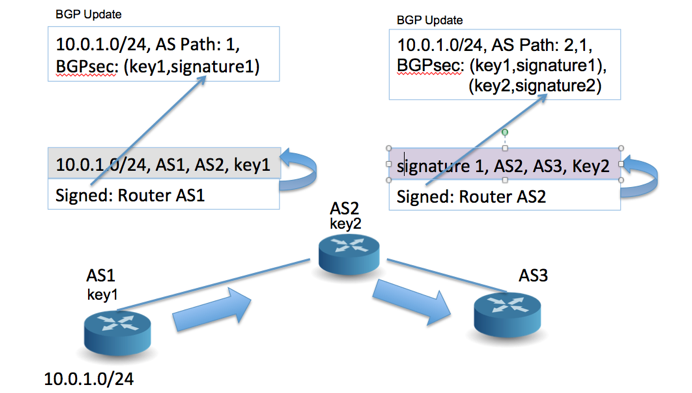 BGP Update
10.0.1.0/24, AS Path: 1,
BGPsec: (key1,signature1)
10.0.1.0/24, AS1, AS2, key1
Signed: Router AS1
BGP Update
10.0.1.0/24, AS Path: 2,1,
BGPsec: (key1,signature1),
(key2,signature2)
signature 1, AS2, AS3, Key2
Signed: Router AS2
AS2
key2
AS1
key1
AS3
10.0.1.0/24